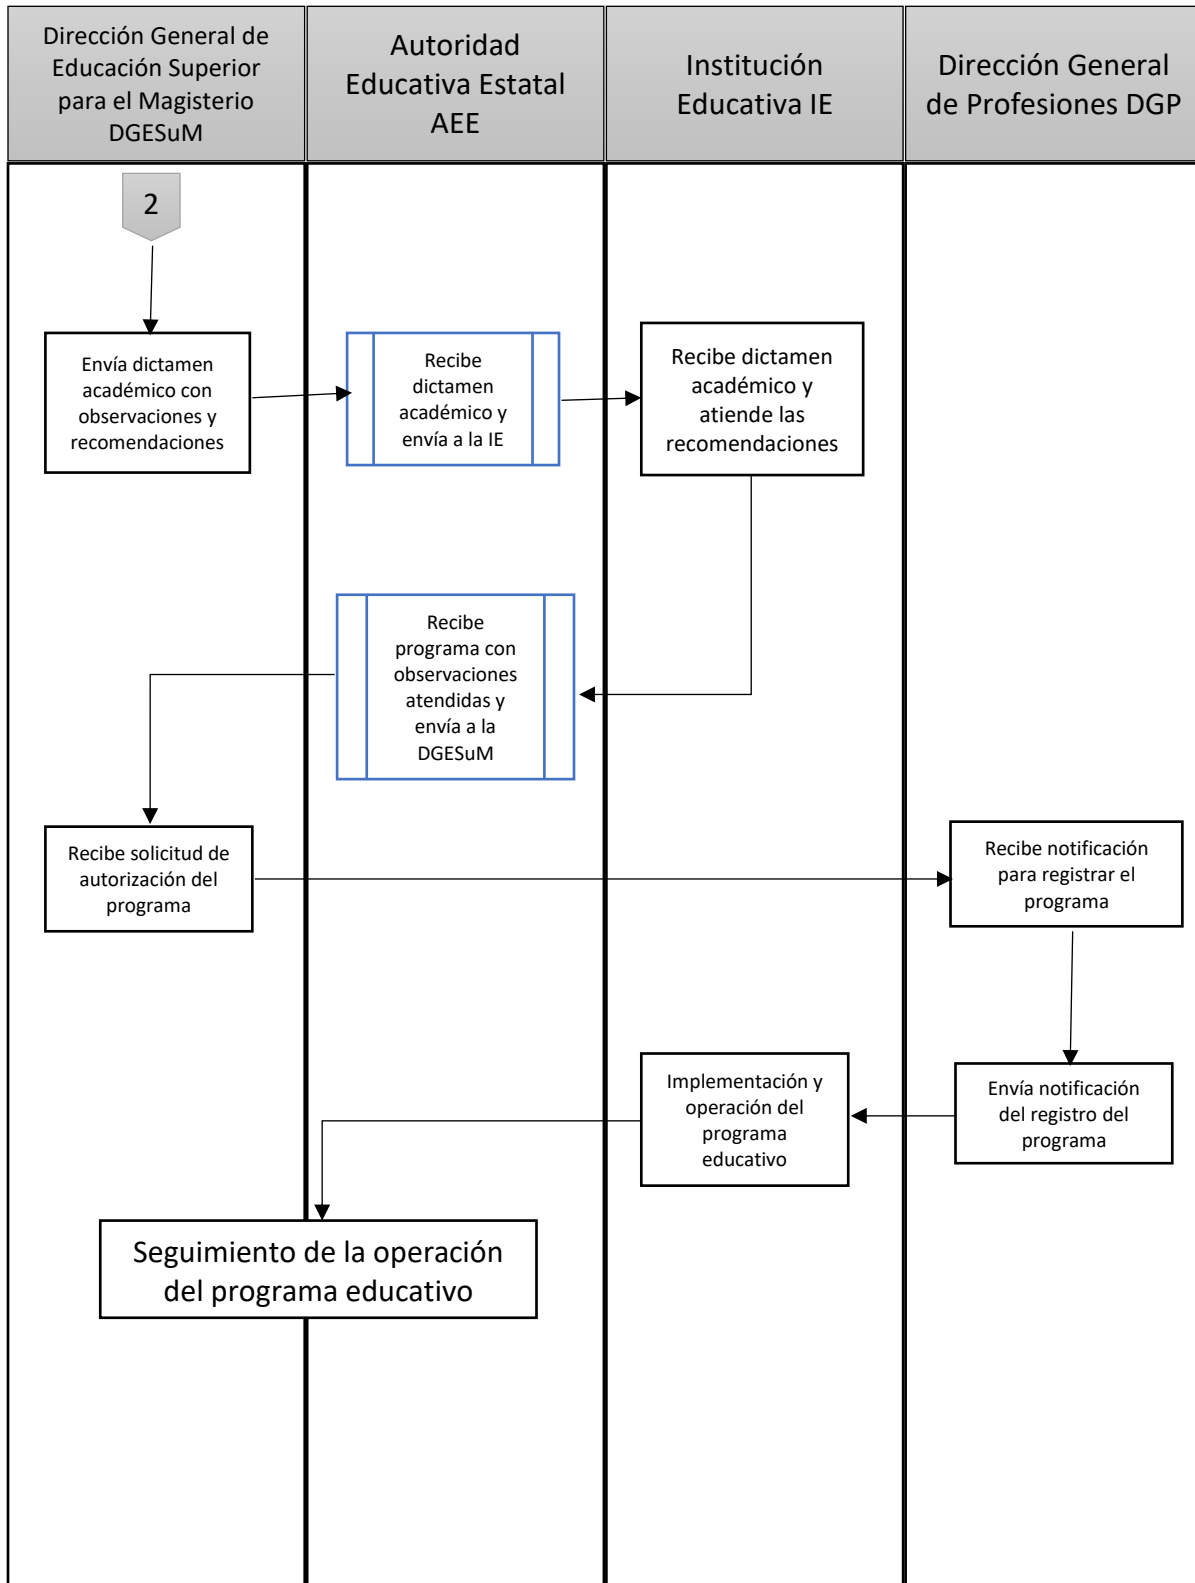 Dirección General de
Educación Superior
para el Magisterio
DGESuM
Autoridad
Educativa Estatal
AEE
Institución
Educativa IE
Dirección General
de Profesiones DGP
2
Envía dictamen
académico con
observaciones y
recomendaciones
Recibe
dictamen
académico y
envía a la IE
Recibe dictamen
académico y
atiende las
recomendaciones
Recibe
programa con
observaciones
atendidas y
envía a la
DGESuM
Recibe solicitud de
autorización del
programa
Recibe notificación
para registrar el
programa
Implementación y
operación del
programa
educativo
Envía notificación
del registro del
programa
Seguimiento de la operación
del programa educativo